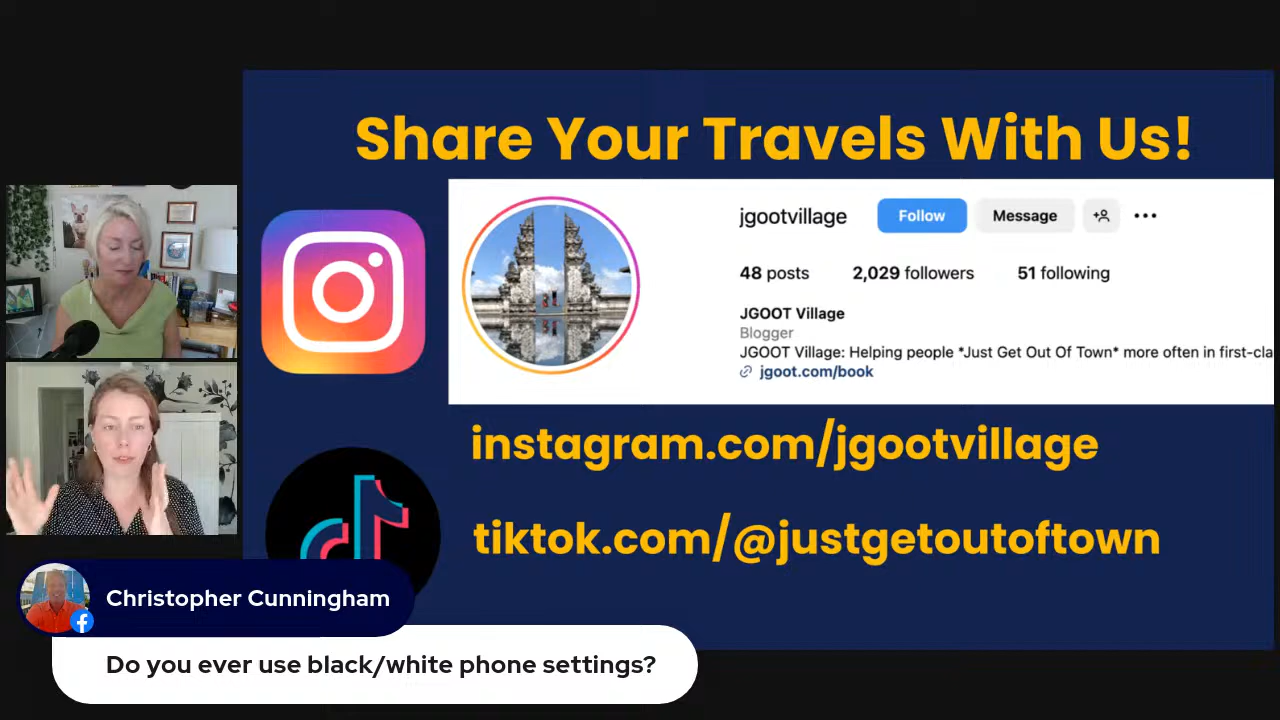 Share Your Travels With Us!
jgootvillage Follow Message
48 posts 2,029 followers 51 following
JGOOT Village
Blogger
JGOOT Village: Helping people *Just Get Out Of Town* more often in first-cla
jgoot.com/book
instagram.com/jgootvillage
tiktok.com/@justgetoutoftown
Christopher Cunningham
Do you ever use black/white phone settings?